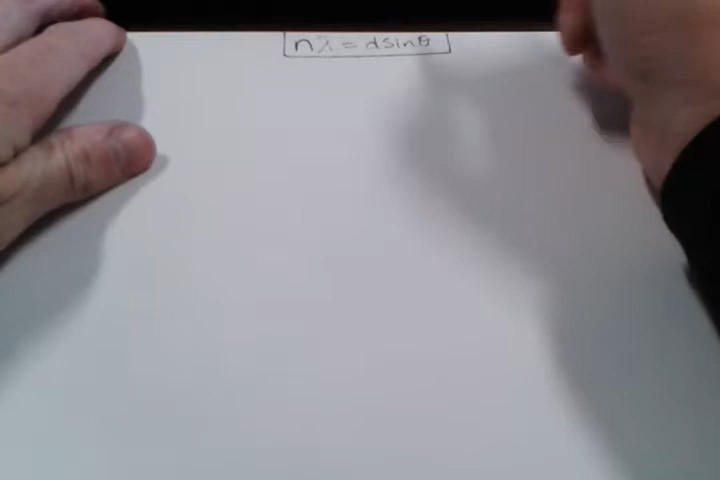 nλ = dsinθ